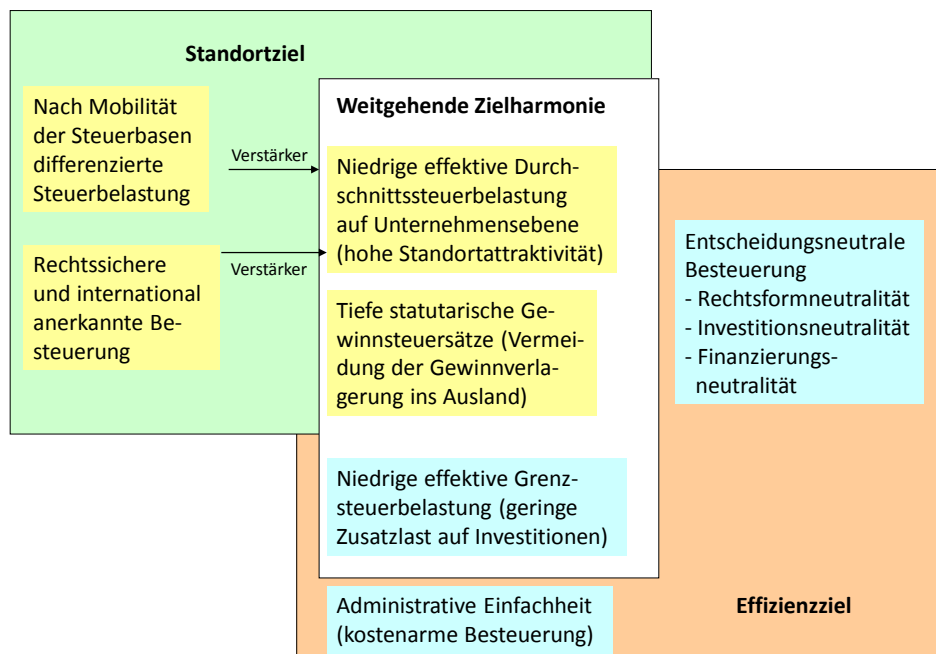 Standortziel
Nach Mobilität
der Steuerbasen
differenzierte
Steuerbelastung
Verstärker
Rechtssichere
und international
anerkannte Be-
steuerung
Verstärker
Weitgehende Zielharmonie
Niedrige effektive Durch-
schnittssteuerbelastung
auf Unternehmensebene
(hohe Standortattraktivität)
Tiefe statutarische Ge-
winnsteuersätze (Vermei-
dung der Gewinnverla-
gerung ins Ausland)
Niedrige effektive Grenz-
steuerbelastung (geringe
Zusatzlast auf Investitionen)
Entscheidungsneutrale
Besteuerung
- Rechtsformneutralität
- Investitionsneutralität
- Finanzierungs-
neutralität
Administrative Einfachheit
(kostenarme Besteuerung)
Effizienzziel